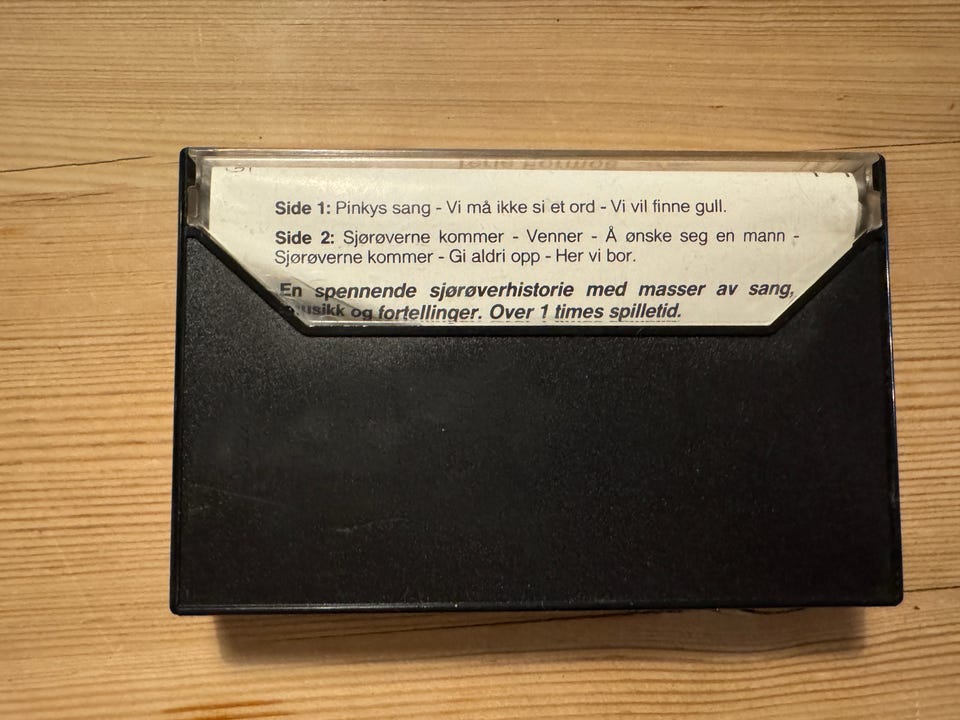 Side 1: Pinkys sang - Vi må ikke si et ord - Vi vil finne gull.
Side 2: Sjørøverne kommer - Venner - Å ønske seg en mann -
Sjørøverne kommer - Gi aldri opp - Her vi bor.
En spennende sjørøverhistorie med masser av sang,
musikk og fortellinger. Over 1 times spilletid.